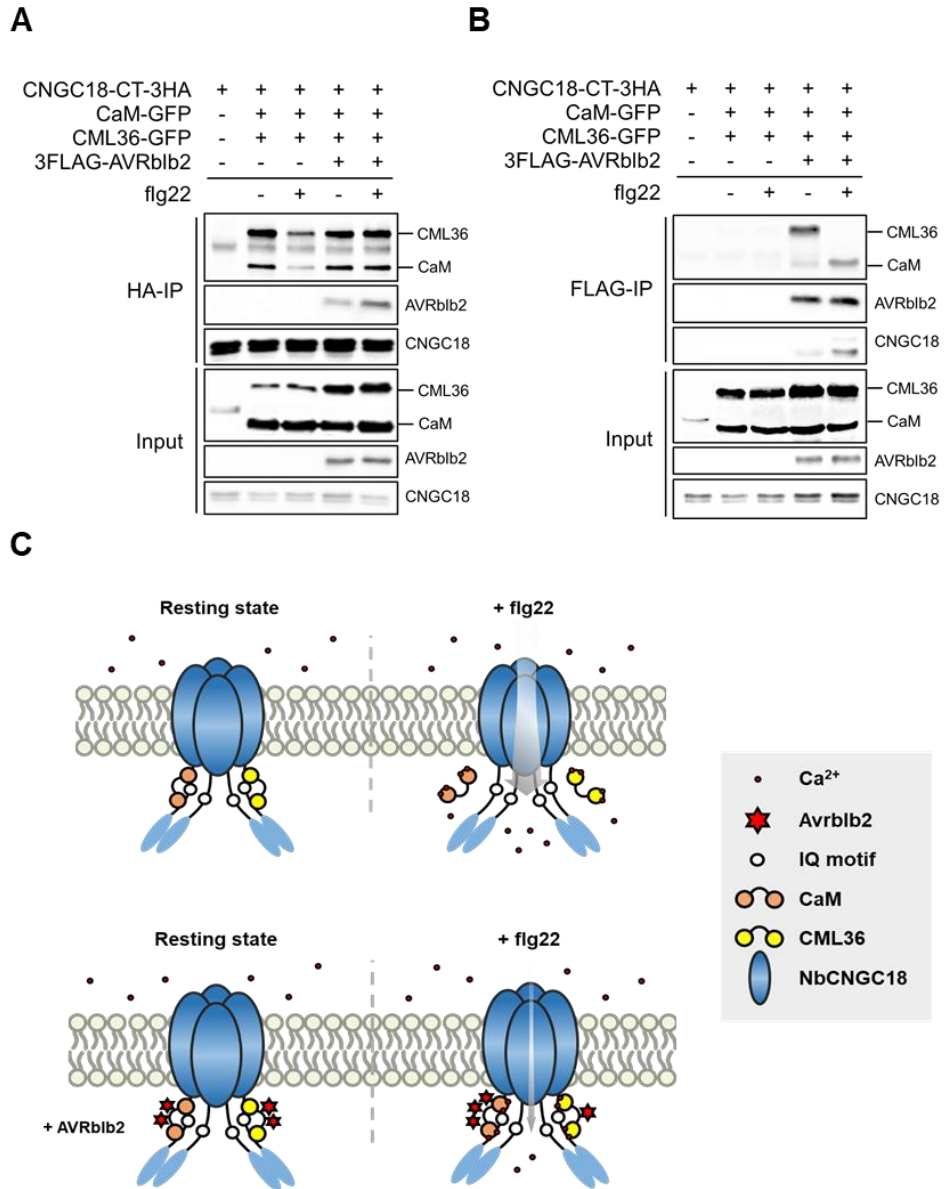 A
CNGC18-CT-3HA + + + + +
CaM-GFP - + + + +
CML36-GFP - + + + +
3FLAG-AVRblb2 - - - + +
flg22 - + - +
HA-IP
CML36
CaM
AVRblb2
CNGC18
Input
CML36
CaM
AVRblb2
CNGC18
B
CNGC18-CT-3HA + + + + +
CaM-GFP - + + + +
CML36-GFP - + + + +
3FLAG-AVRblb2 - - - + +
flg22 - + - +
FLAG-IP
CML36
CaM
AVRblb2
CNGC18
Input
CML36
CaM
AVRblb2
CNGC18
C
Resting state
+ flg22
Resting state
+ flg22
+ AVRblb2
Ca²⁺
Avrblb2
IQ motif
CaM
CML36
NbCNGC18